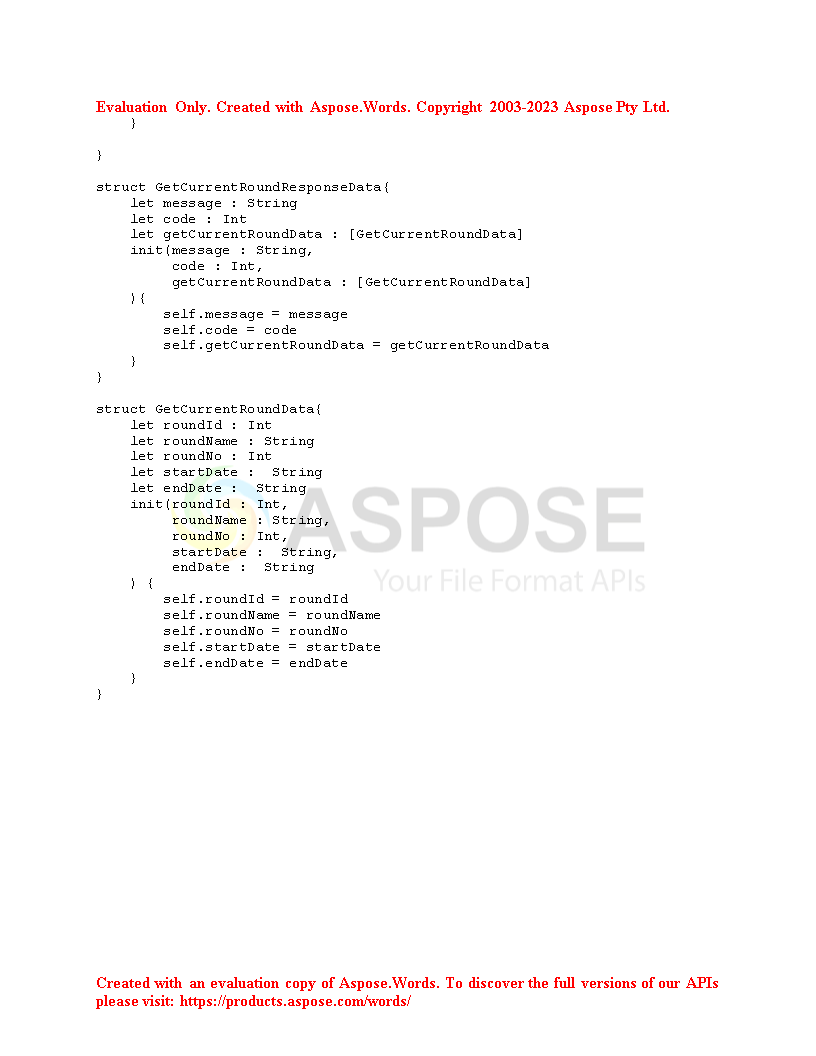 Evaluation Only. Created with Aspose.Words. Copyright 2003-2023 Aspose Pty Ltd.
    }
}
struct GetCurrentRoundResponseData{
    let message : String
    let code : Int
    let getCurrentRoundData : [GetCurrentRoundData]
    init(message : String,
         code : Int,
         getCurrentRoundData : [GetCurrentRoundData]
    ){
        self.message = message
        self.code = code
        self.getCurrentRoundData = getCurrentRoundData
    }
}
struct GetCurrentRoundData{
    let roundId : Int
    let roundName : String
    let roundNo : Int
    let startDate :  String
    let endDate :  String
    init(roundId : Int,
         roundName : String,
         roundNo : Int,
         startDate :  String,
         endDate :  String
    ) {
        self.roundId = roundId
        self.roundName = roundName
        self.roundNo = roundNo
        self.startDate = startDate
        self.endDate = endDate
    }
}
ASPOSE
Your File Format APIs
Created with an evaluation copy of Aspose.Words. To discover the full versions of our APIs
please visit: https://products.aspose.com/words/